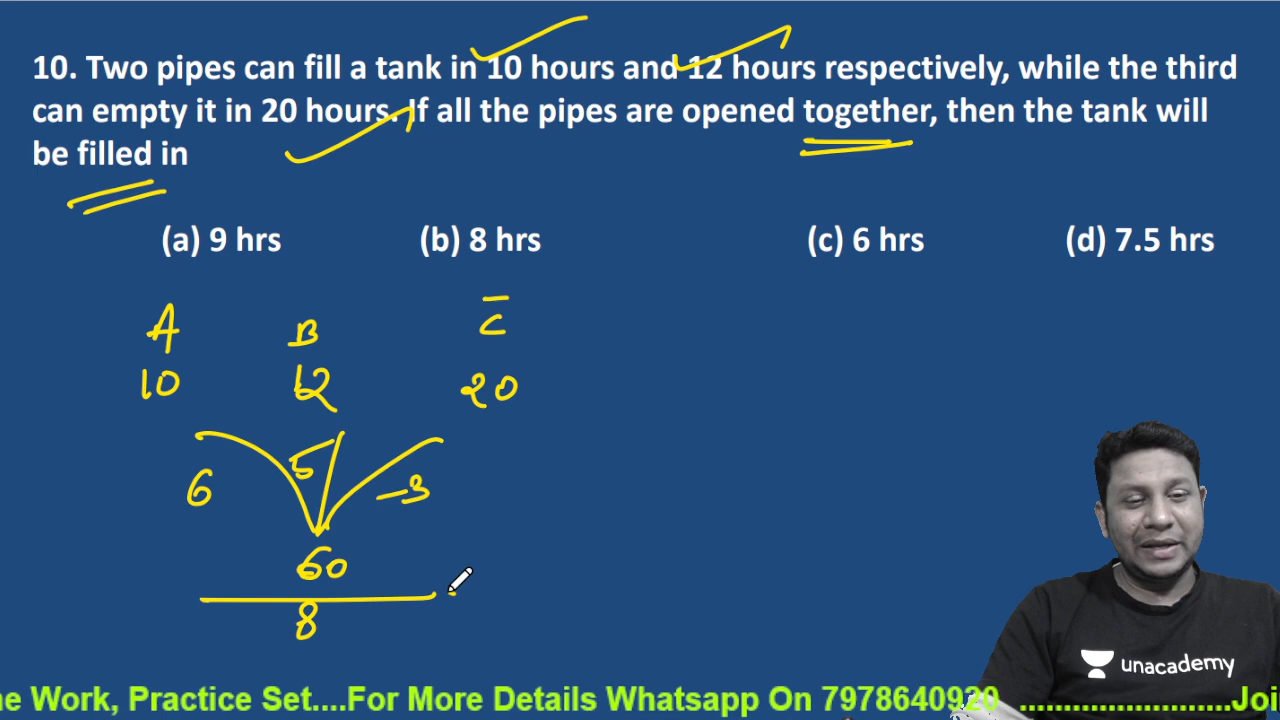 10. Two pipes can fill a tank in 10 hours and 12 hours respectively, while the third
can empty it in 20 hours. If all the pipes are opened together, then the tank will
be filled in
(a) 9 hrs (b) 8 hrs (c) 6 hrs (d) 7.5 hrs
A B C
10 12 20
6 5 -3
60
8
unacademy
ne Work, Practice Set....For More Details Whatsapp On 7978640920 ........................Joi